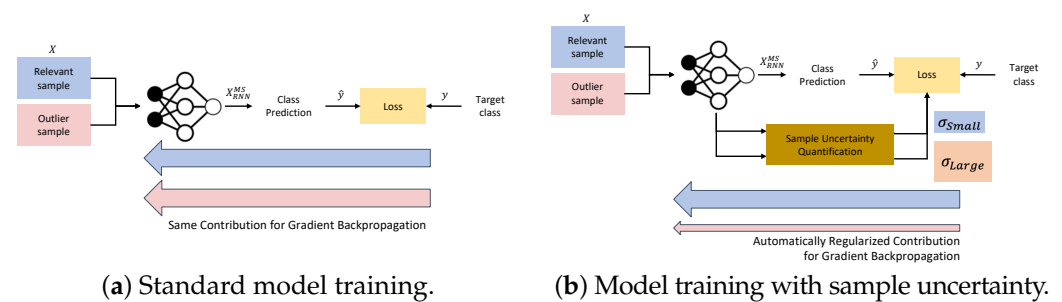 X
Relevant
sample
Outlier
sample
X_{RNN}^{MS}
Class
Prediction
ŷ
Loss
y
Target
class
Same Contribution for Gradient Backpropagation
(a) Standard model training.
X
Relevant
sample
Outlier
sample
X_{RNN}^{MS}
Class
Prediction
ŷ
Loss
y
Target
class
Sample Uncertainty
Quantification
σ_{Small}
σ_{Large}
Automatically Regularized Contribution
for Gradient Backpropagation
(b) Model training with sample uncertainty.